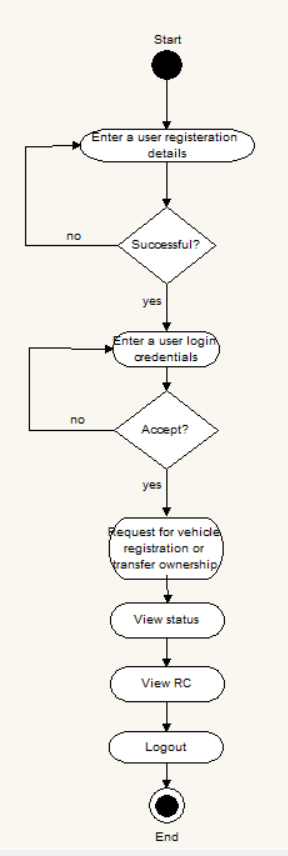 Start
Enter a user registeration
details
Successful?
no
yes
Enter a user login
credentials
Accept?
no
yes
Request for vehicle
registration or
transfer ownership
View status
View RC
Logout
End